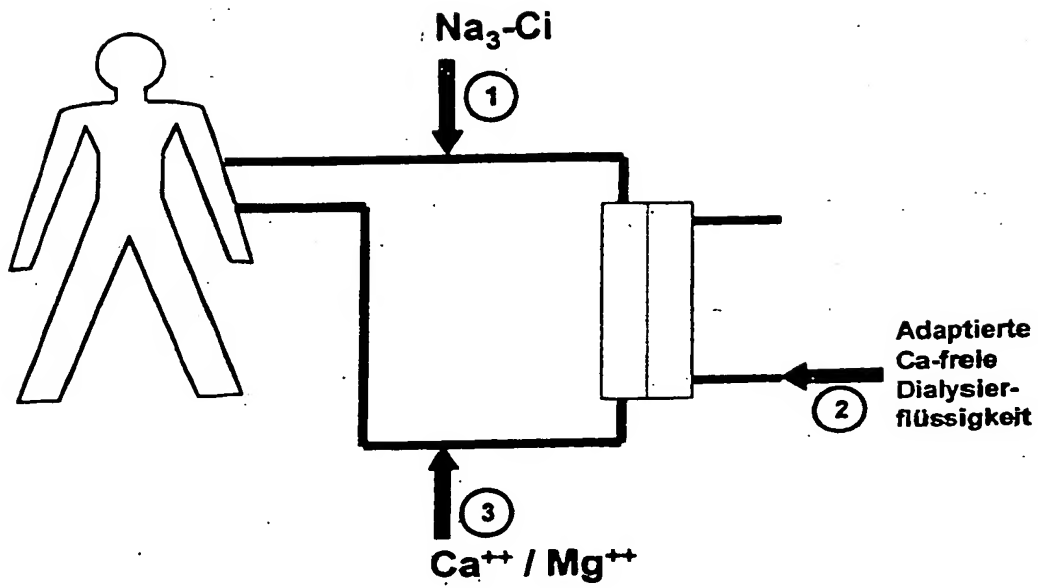 Na₃-Ci
1
Adaptierte
Ca-freie
Dialysier-
flüssigkeit
2
3
Ca⁺⁺ / Mg⁺⁺